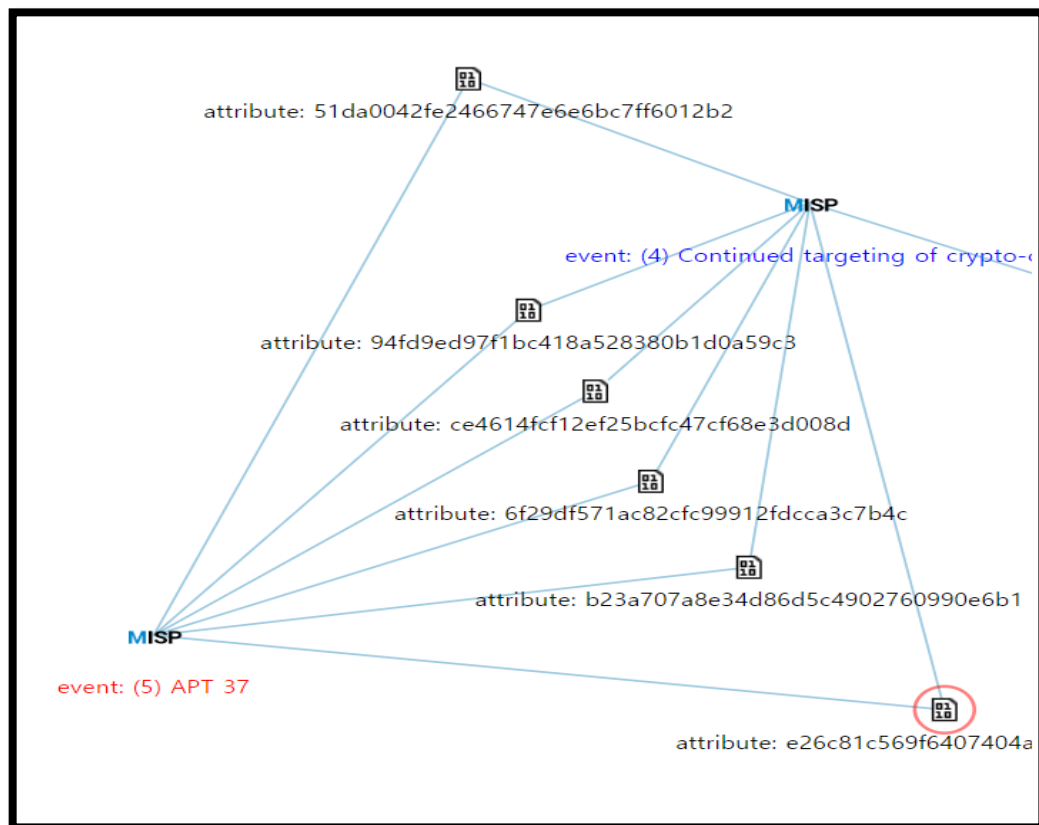 attribute: 51da0042fe2466747e6e6bc7ff6012b2
MISP
event: (4) Continued targeting of crypto-
attribute: 94fd9ed97f1bc418a528380b1d0a59c3
attribute: ce4614fcf12ef25bcfc47cf68e3d008d
attribute: 6f29df571ac82cfc99912fdcca3c7b4c
attribute: b23a707a8e34d86d5c4902760990e6b1
MISP
event: (5) APT 37
attribute: e26c81c569f6407404a